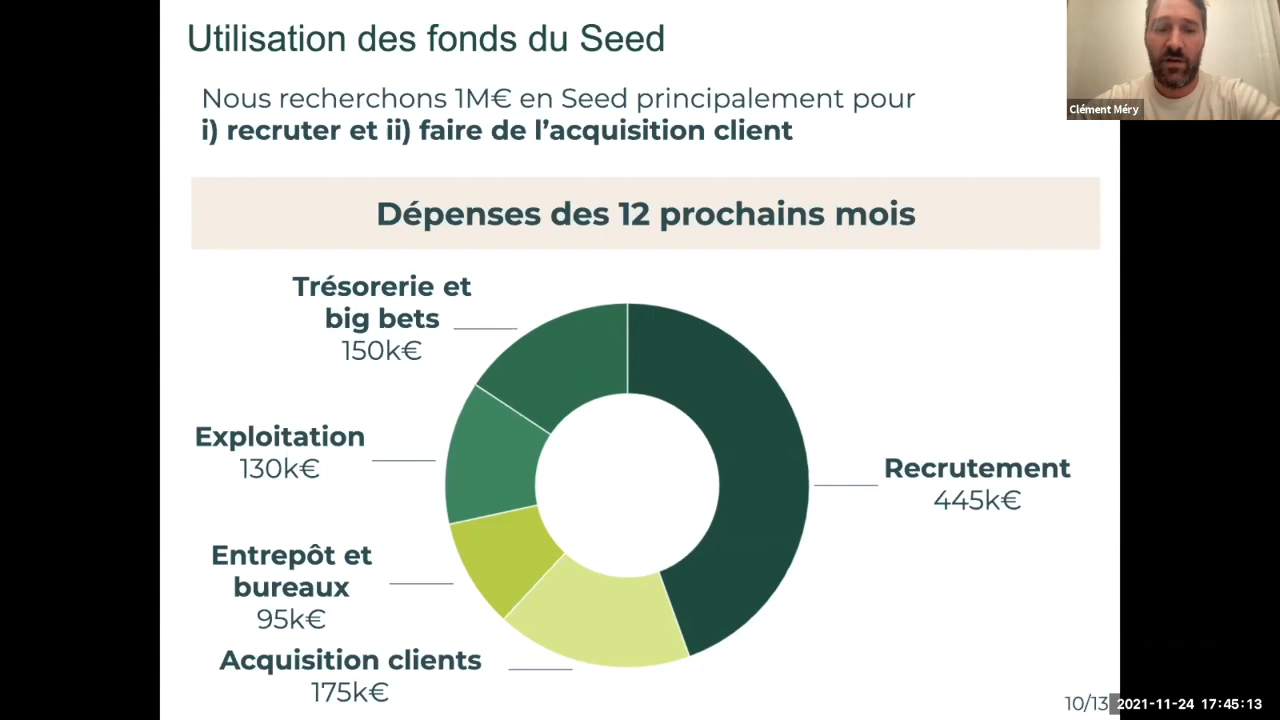 Utilisation des fonds du Seed
Nous recherchons 1M€ en Seed principalement pour
i) recruter et ii) faire de l'acquisition client
Clément Méry
Dépenses des 12 prochains mois
Trésorerie et
big bets
150k€
Exploitation
130k€
Recrutement
445k€
Entrepôt et
bureaux
95k€
Acquisition clients
175k€
10/13
2021-11-24 17:45:13